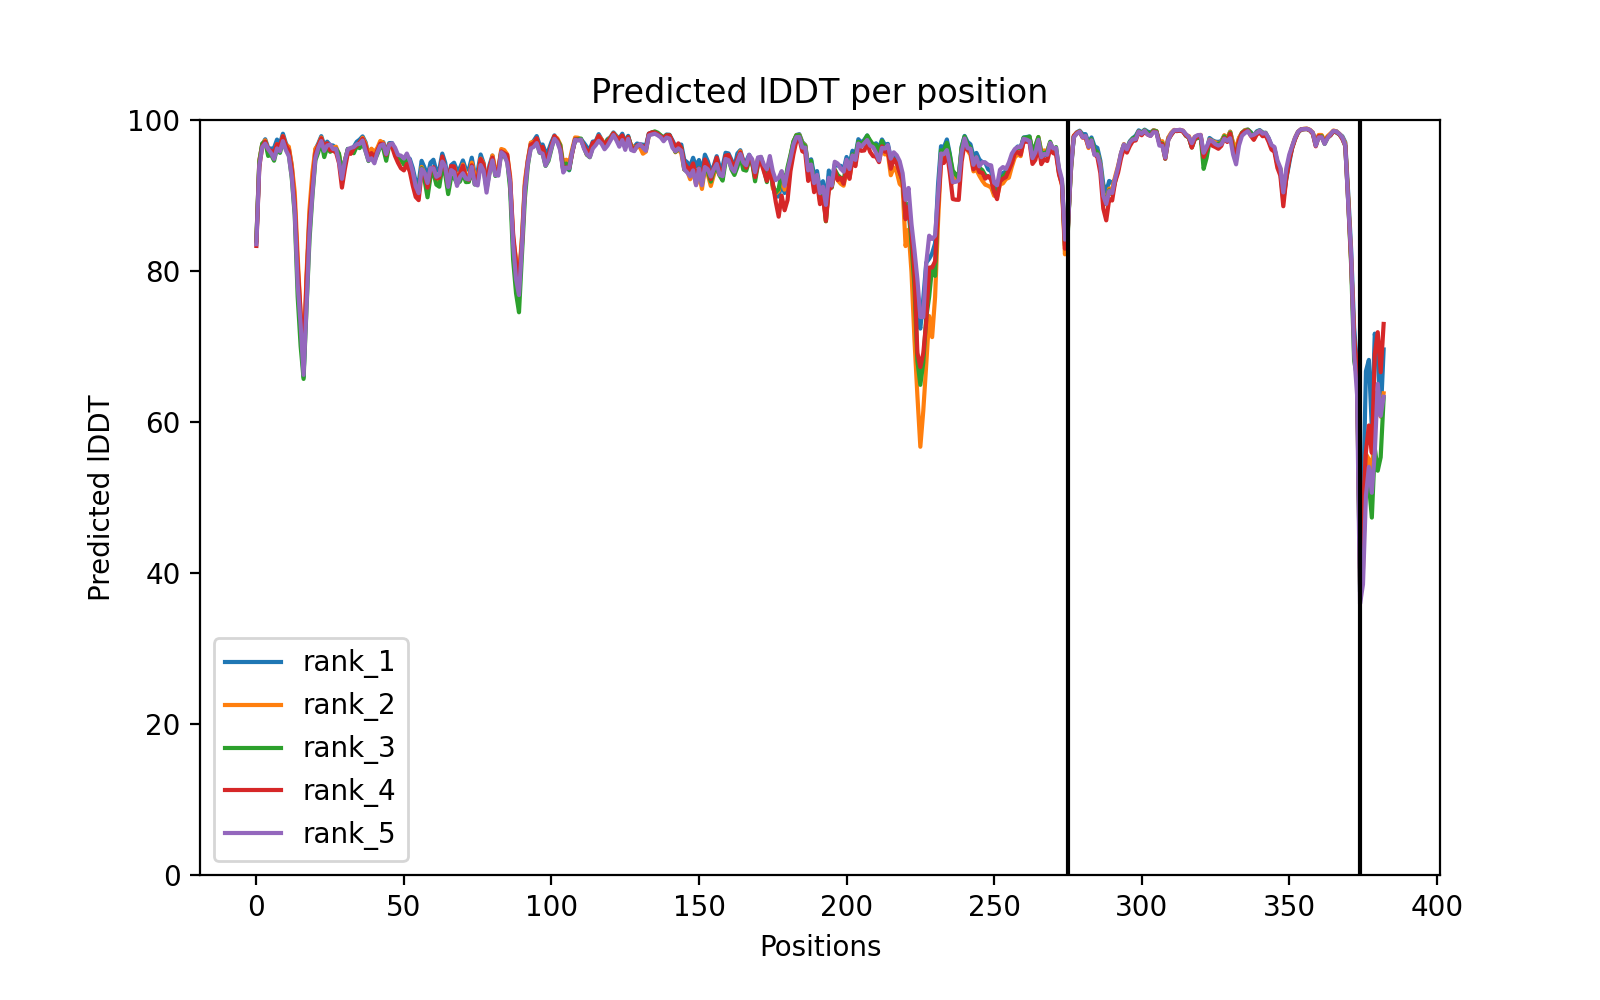 Predicted lDDT per position
100
80
60
40
20
0
Predicted lDDT
rank_1
rank_2
rank_3
rank_4
rank_5
0 50 100 150 200 250 300 350 400
Positions